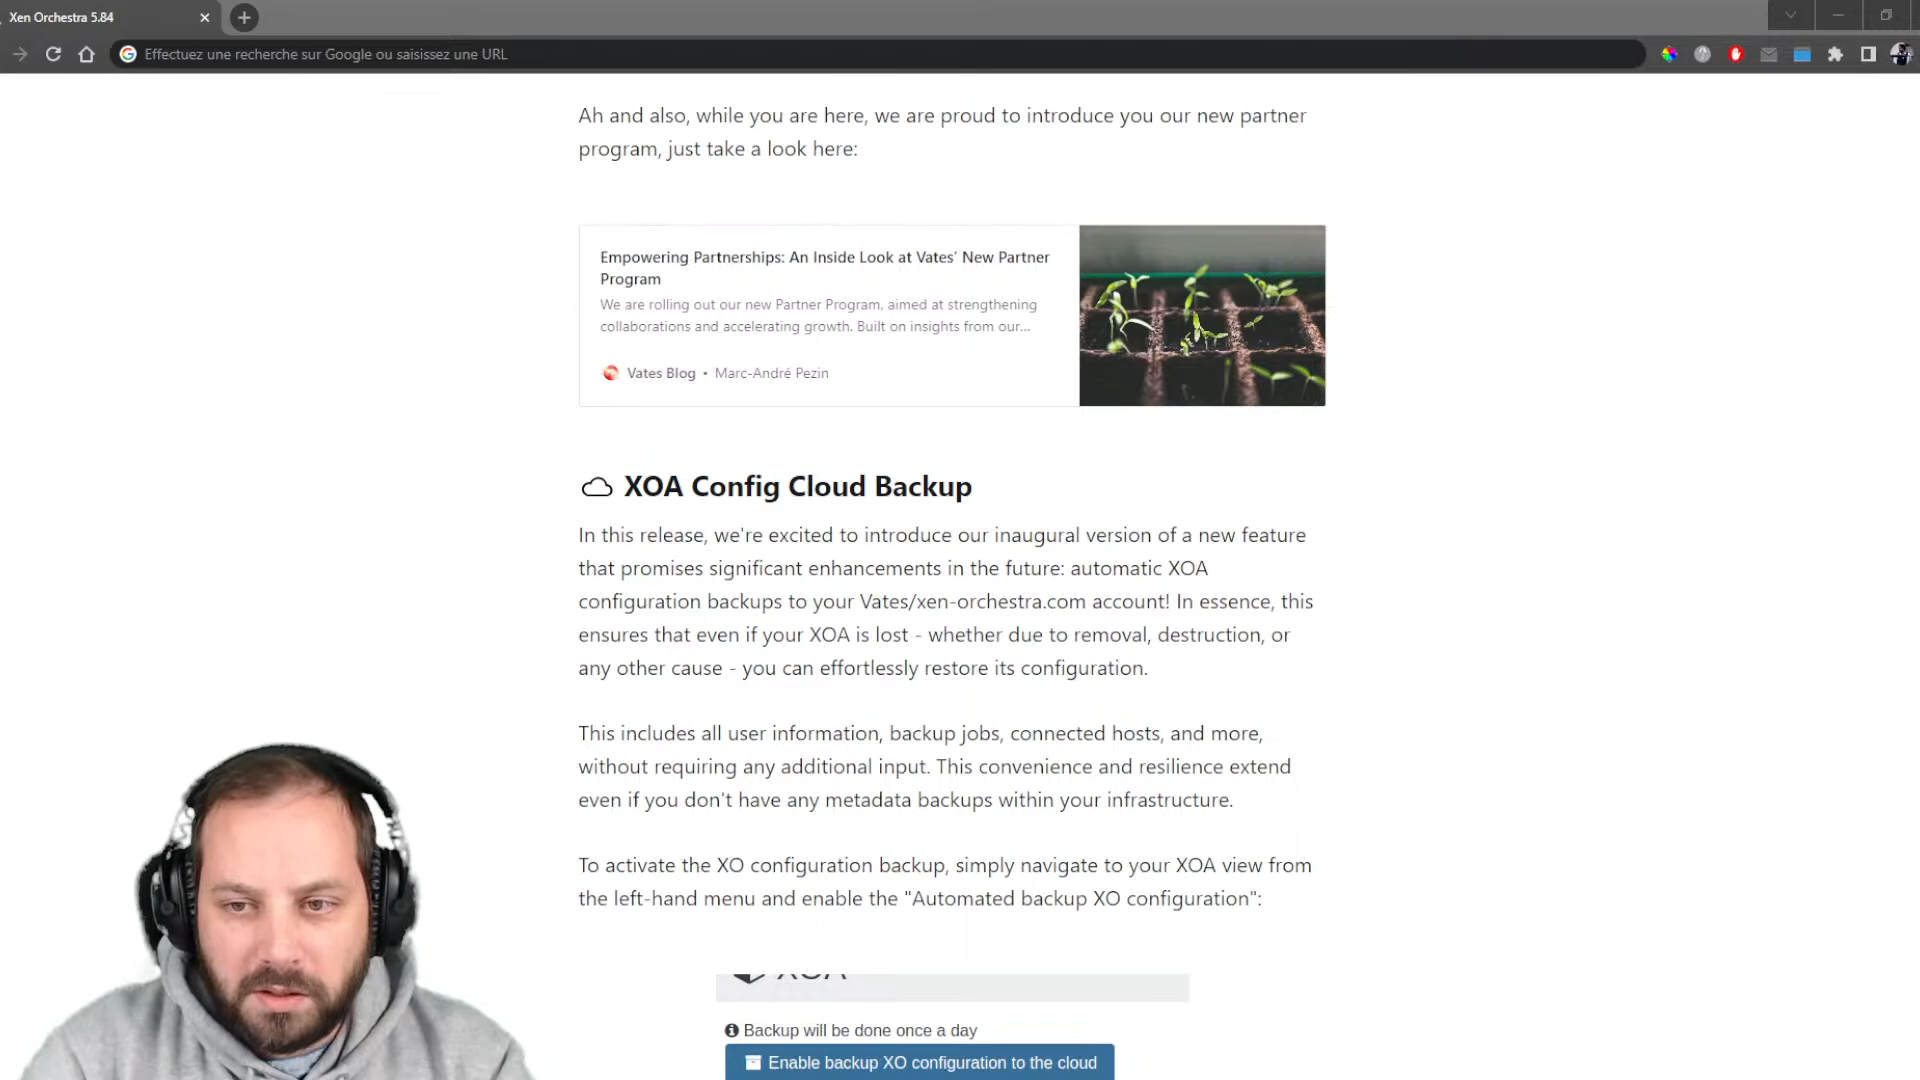 Xen Orchestra 5.84
Effectuez une recherche sur Google ou saisissez une URL
Ah and also, while you are here, we are proud to introduce you our new partner
program, just take a look here:
Empowering Partnerships: An Inside Look at Vates’ New Partner
Program
We are rolling out our new Partner Program, aimed at strengthening
collaborations and accelerating growth. Built on insights from our...
Vates Blog • Marc-André Pezin
XOA Config Cloud Backup
In this release, we're excited to introduce our inaugural version of a new feature
that promises significant enhancements in the future: automatic XOA
configuration backups to your Vates/xen-orchestra.com account! In essence, this
ensures that even if your XOA is lost - whether due to removal, destruction, or
any other cause - you can effortlessly restore its configuration.
This includes all user information, backup jobs, connected hosts, and more,
without requiring any additional input. This convenience and resilience extend
even if you don't have any metadata backups within your infrastructure.
To activate the XO configuration backup, simply navigate to your XOA view from
the left-hand menu and enable the "Automated backup XO configuration":
XOA
Backup will be done once a day
Enable backup XO configuration to the cloud